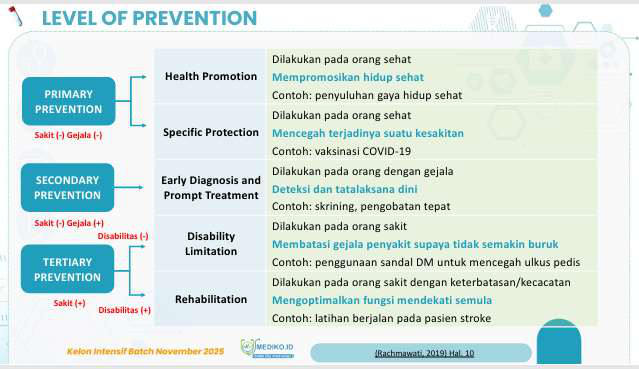 LEVEL OF PREVENTION
PRIMARY
PREVENTION
Sakit (-) Gejala (-)
Health Promotion
Dilakukan pada orang sehat
Mempromosikan hidup sehat
Contoh: penyuluhan gaya hidup sehat
Specific Protection
Dilakukan pada orang sehat
Mencegah terjadinya suatu kesakitan
Contoh: vaksinasi COVID-19
SECONDARY
PREVENTION
Sakit (-) Gejala (+)
Early Diagnosis and
Prompt Treatment
Dilakukan pada orang dengan gejala
Deteksi dan tatalaksana dini
Contoh: skrining, pengobatan tepat
TERTIARY
PREVENTION
Sakit (+)
Disabilitas (-)
Disability
Limitation
Dilakukan pada orang sakit
Membatasi gejala penyakit supaya tidak semakin buruk
Contoh: penggunaan sandal DM untuk mencegah ulkus pedis
Disabilitas (+)
Rehabilitation
Dilakukan pada orang sakit dengan keterbatasan/kecacatan
Mengoptimalkan fungsi mendekati semula
Contoh: latihan berjalan pada pasien stroke
Kelon Intensif Batch November 2025
MEDIKO.ID
(Rachmawati, 2019) Hal. 10